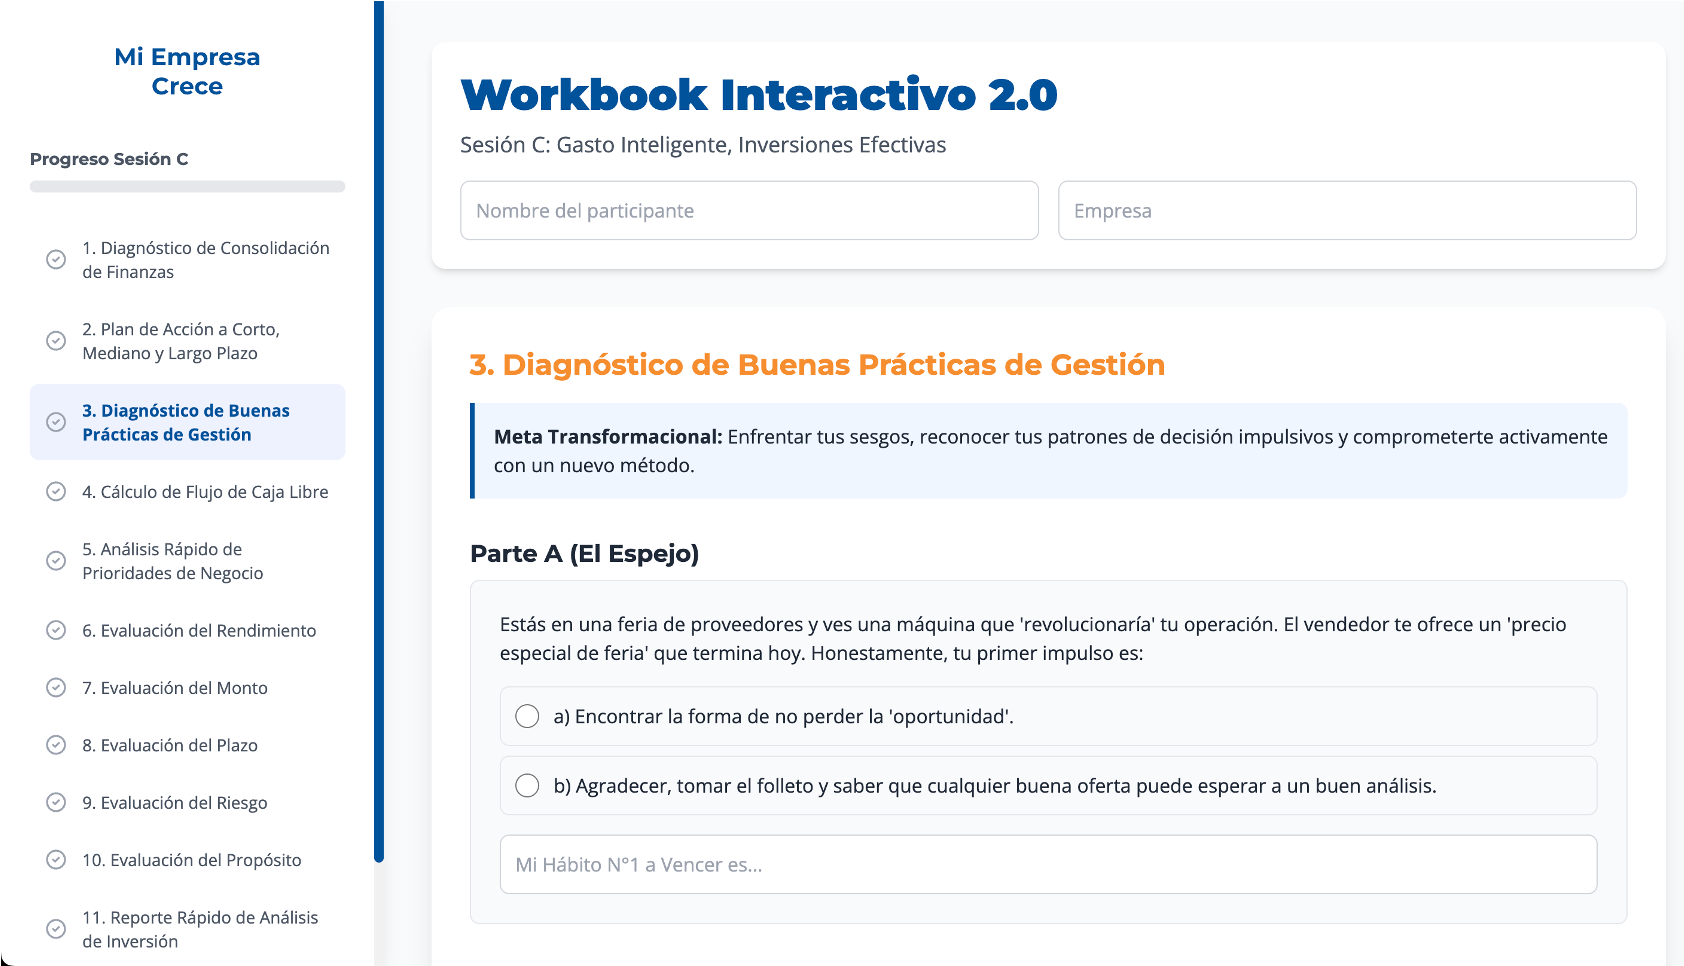 Mi Empresa
Crece
Progreso Sesión C
1. Diagnóstico de Consolidación
de Finanzas
2. Plan de Acción a Corto,
Mediano y Largo Plazo
3. Diagnóstico de Buenas
Prácticas de Gestión
4. Cálculo de Flujo de Caja Libre
5. Análisis Rápido de
Prioridades de Negocio
6. Evaluación del Rendimiento
7. Evaluación del Monto
8. Evaluación del Plazo
9. Evaluación del Riesgo
10. Evaluación del Propósito
11. Reporte Rápido de Análisis
de Inversión
Workbook Interactivo 2.0
Sesión C: Gasto Inteligente, Inversiones Efectivas
Nombre del participante
Empresa
3. Diagnóstico de Buenas Prácticas de Gestión
Meta Transformacional: Enfrentar tus sesgos, reconocer tus patrones de decisión impulsivos y comprometerte activamente
con un nuevo método.
Parte A (El Espejo)
Estás en una feria de proveedores y ves una máquina que 'revolucionaría' tu operación. El vendedor te ofrece un 'precio
especial de feria' que termina hoy. Honestamente, tu primer impulso es:
a) Encontrar la forma de no perder la 'oportunidad'.
b) Agradecer, tomar el folleto y saber que cualquier buena oferta puede esperar a un buen análisis.
Mi Hábito N°1 a Vencer es...